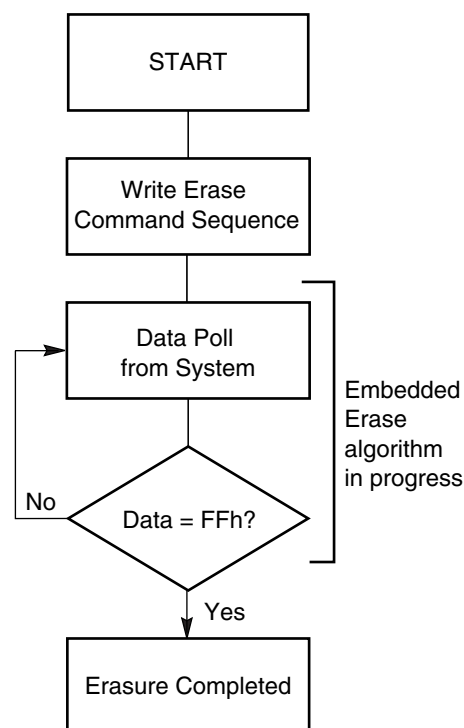 START
Write Erase
Command Sequence
Data Poll
from System
Embedded
Erase
algorithm
in progress
No
Data = FFh?
Yes
Erasure Completed